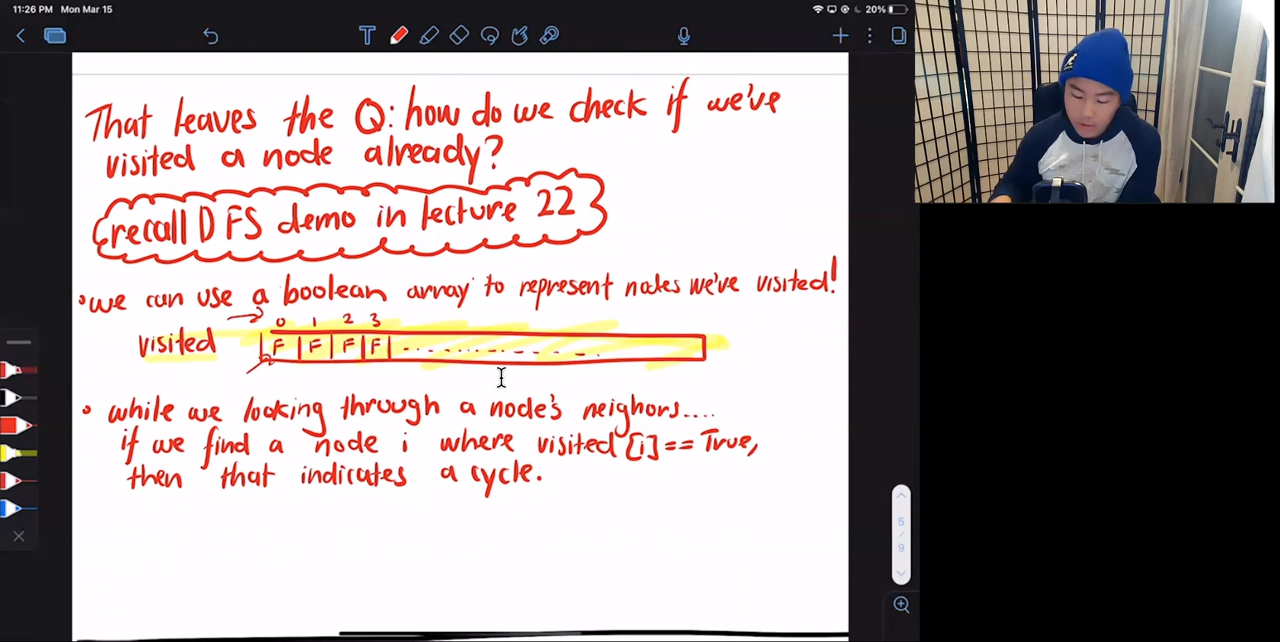 11:26 PM Mon Mar 15
20%
T
That leaves the Q: how do we check if we've
visited a node already?
recall DFS demo in lecture 22
• we can use a boolean array to represent nodes we've visited!
0 1 2 3
visited F F F F
• while we looking through a node's neighors....
if we find a node i where visited [i] == True,
then that indicates a cycle.
5
/
9